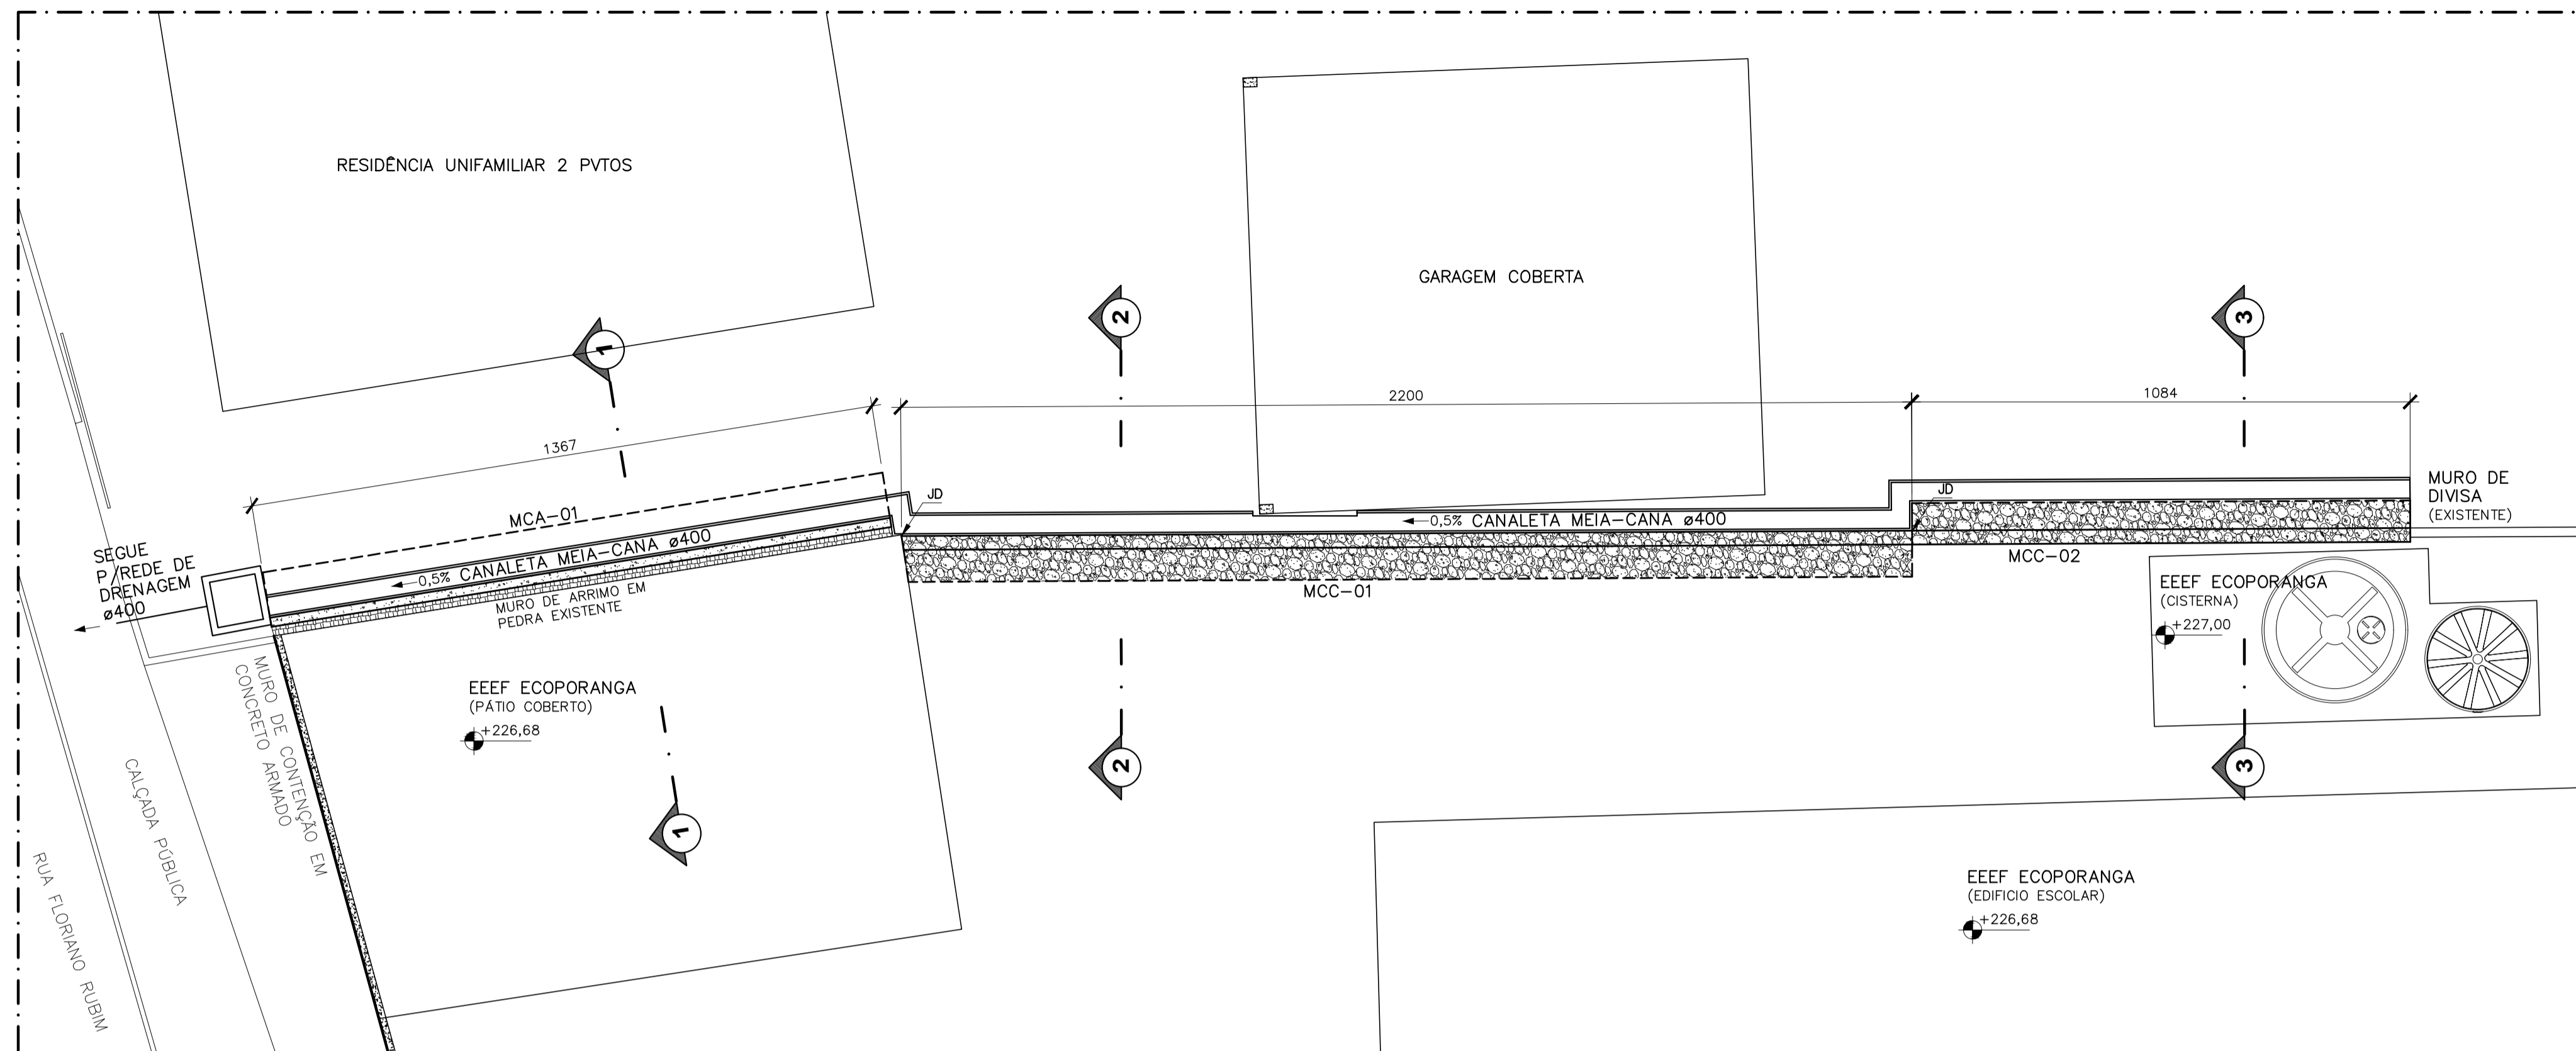 RESIDÊNCIA UNIFAMILIAR 2 PVTOS
GARAGEM COBERTA
1
2
3
1367
2200
1084
MCA-01
JD
JD
0,5% CANALETA MEIA-CANA ø400
0,5% CANALETA MEIA-CANA ø400
MURO DE
DIVISA
(EXISTENTE)
SEGUE
P/REDE DE
DRENAGEM
ø400
MURO DE ARRIMO EM
PEDRA EXISTENTE
MCC-01
MCC-02
EEEF ECOPORANGA
(CISTERNA)
+227,00
MURO DE CONTENÇÃO EM
CONCRETO ARMADO
EEEF ECOPORANGA
(PÁTIO COBERTO)
+226,68
1
2
3
CALÇADA PÚBLICA
RUA FLORIANO RUBIM
EEEF ECOPORANGA
(EDIFICIO ESCOLAR)
+226,68